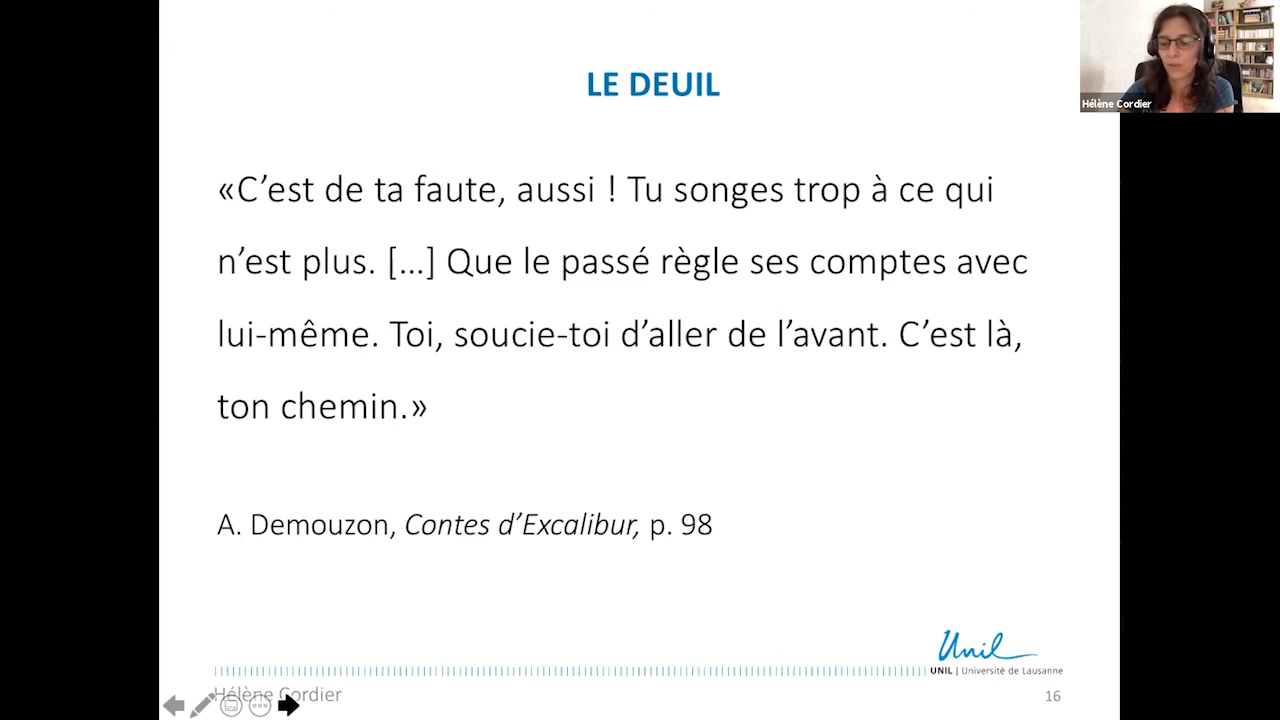 LE DEUIL
Hélène Cordier
«C’est de ta faute, aussi ! Tu songes trop à ce qui
n’est plus. […] Que le passé règle ses comptes avec
lui-même. Toi, soucie-toi d’aller de l’avant. C’est là,
ton chemin.»
A. Demouzon, Contes d’Excalibur, p. 98
Unil
UNIL | Université de Lausanne
Hélène Cordier
16